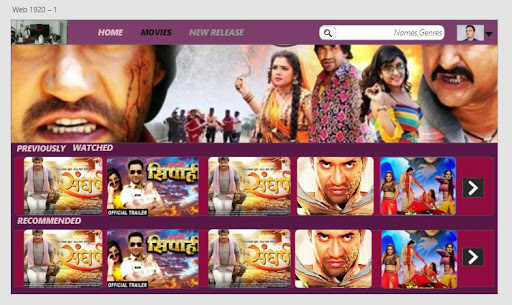 Web 1920 – 1
HOME MOVIES NEW RELEASE Names,Genres
PREVIOUSLY WATCHED
संघर्ष सिपाही संघर्ष
OFFICIAL TRAILER
RECOMMENDED
संघर्ष सिपाही संघर्ष
OFFICIAL TRAILER